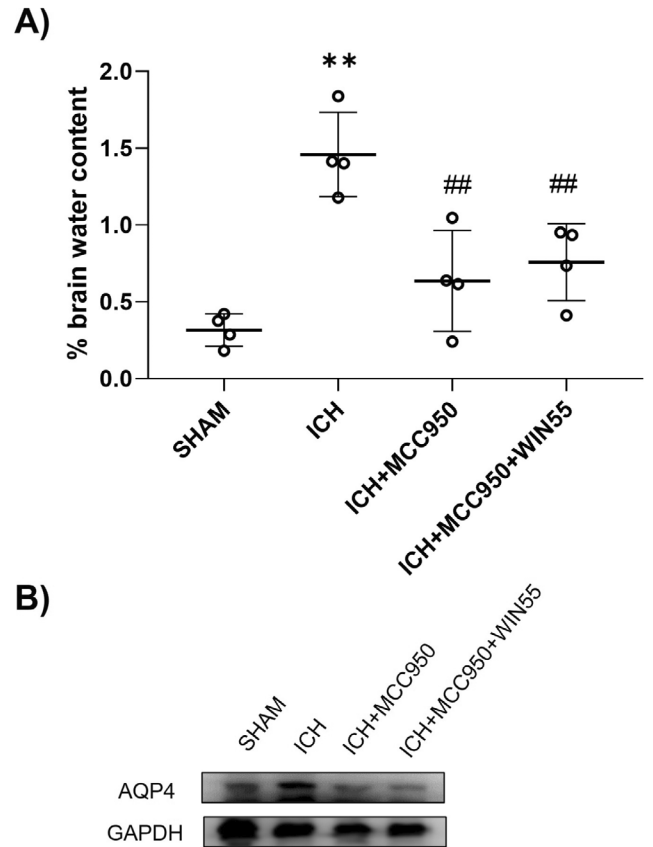 A)
% brain water content
2.0
1.5
1.0
0.5
0.0
**
##
##
SHAM
ICH
ICH+MCC950
ICH+MCC950+WIN55
B)
SHAM
ICH
ICH+MCC950
ICH+MCC950+WIN55
AQP4
GAPDH